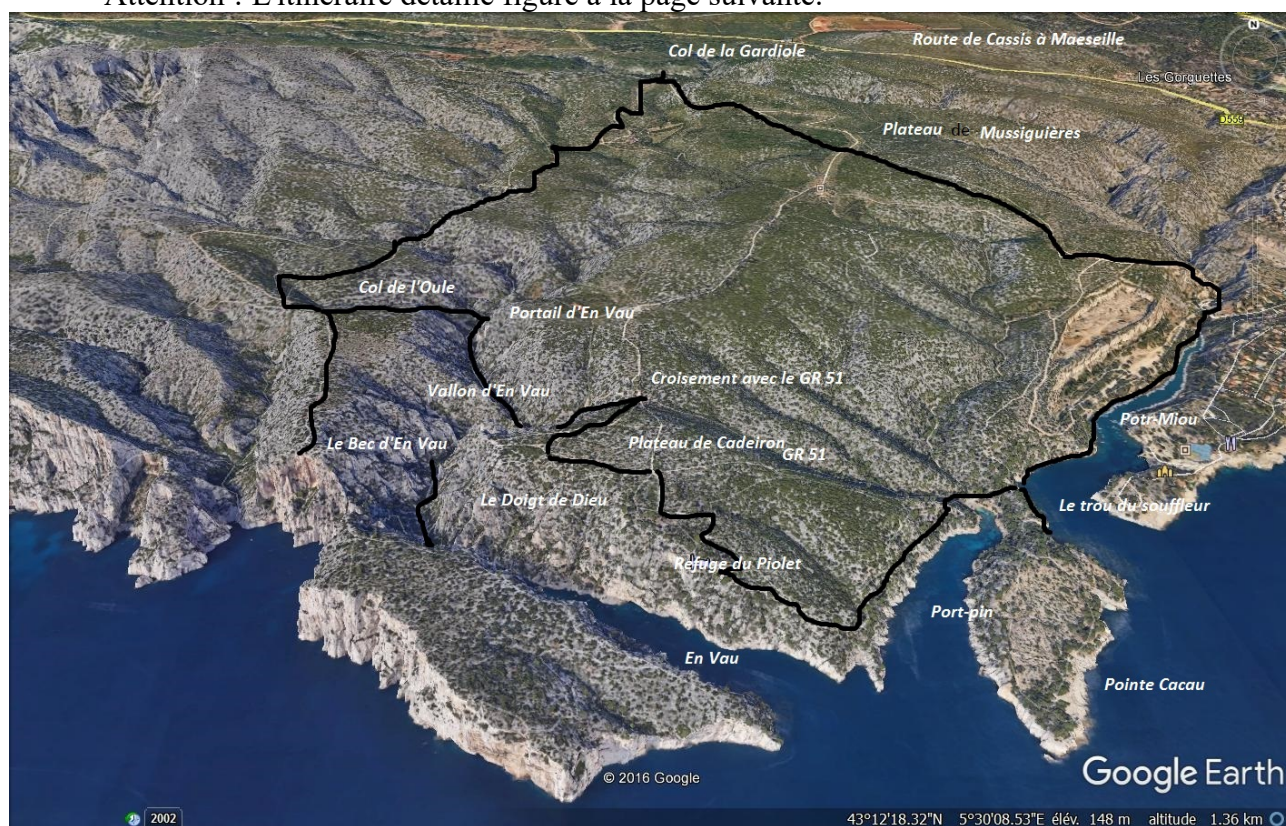 Attention : L'itinéraire détaillé figure à la page suivante.
Route de Cassis à Maeseille
Col de la Gardiole
N
Les Gorguettes
D559
Plateau de Mussiguières
Col de l'Oule
Portail d'En Vau
Vallon d'En Vau
Croisement avec le GR 51
Potr-Miou
Le Bec d'En Vau
Plateau de Cadeiron
GR 51
Le Doigt de Dieu
Le trou du souffleur
Refuge du Piolet
Port-pin
En Vau
Pointe Cacau
© 2016 Google
Google Earth
2002
43°12'18.32"N 5°30'08.53"E élév. 148 m altitude 1.36 km